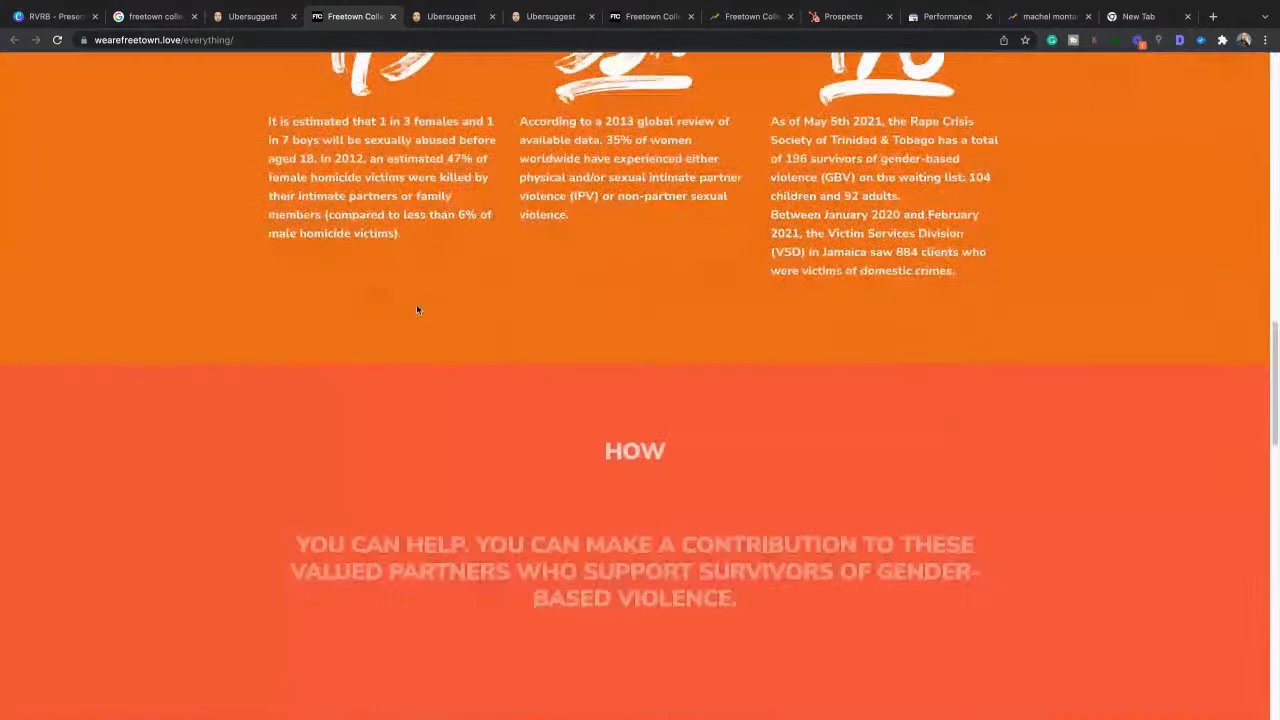 RVRB - Presen
freetown colle
Ubersuggest
FTC Freetown Colle
Ubersuggest
Ubersuggest
FTC Freetown Colle
Freetown Colle
Prospects
Performance
machel monta
New Tab
wearefreetown.love/everything/
It is estimated that 1 in 3 females and 1
in 7 boys will be sexually abused before
aged 18. In 2012, an estimated 47% of
female homicide victims were killed by
their intimate partners or family
members (compared to less than 6% of
male homicide victims).
According to a 2013 global review of
available data. 35% of women
worldwide have experienced either
physical and/or sexual intimate partner
violence (IPV) or non-partner sexual
violence.
As of May 5th 2021, the Rape Crisis
Society of Trinidad & Tobago has a total
of 196 survivors of gender-based
violence (GBV) on the waiting list: 104
children and 92 adults.
Between January 2020 and February
2021, the Victim Services Division
(VSD) in Jamaica saw 884 clients who
were victims of domestic crimes.
HOW
YOU CAN HELP. YOU CAN MAKE A CONTRIBUTION TO THESE
VALUED PARTNERS WHO SUPPORT SURVIVORS OF GENDER-
BASED VIOLENCE.